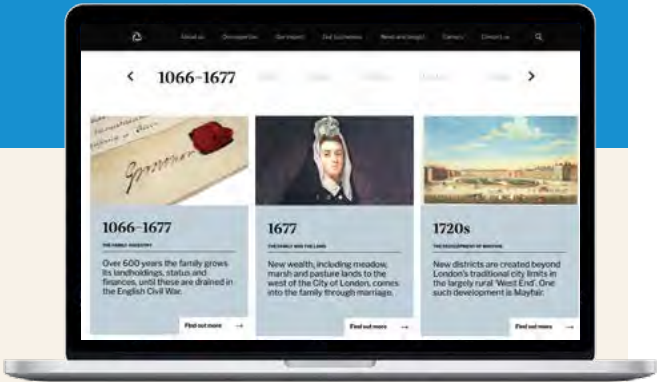 About us Our expertise Our impact Our businesses News and insight Careers Contact us
1066–1677
Grosvenor
1066–1677
THE FAMILY ANCESTRY
Over 600 years the family grows
its landholdings, status and
finances, until these are drained in
the English Civil War.
Find out more
1677
THE FAMILY AND THE LAND
New wealth, including meadow,
marsh and pasture lands to the
west of the City of London, comes
into the family through marriage.
Find out more
1720s
THE DEVELOPMENT OF MAYFAIR
New districts are created beyond
London's traditional city limits in
the largely rural 'West End'. One
such development is Mayfair.
Find out more